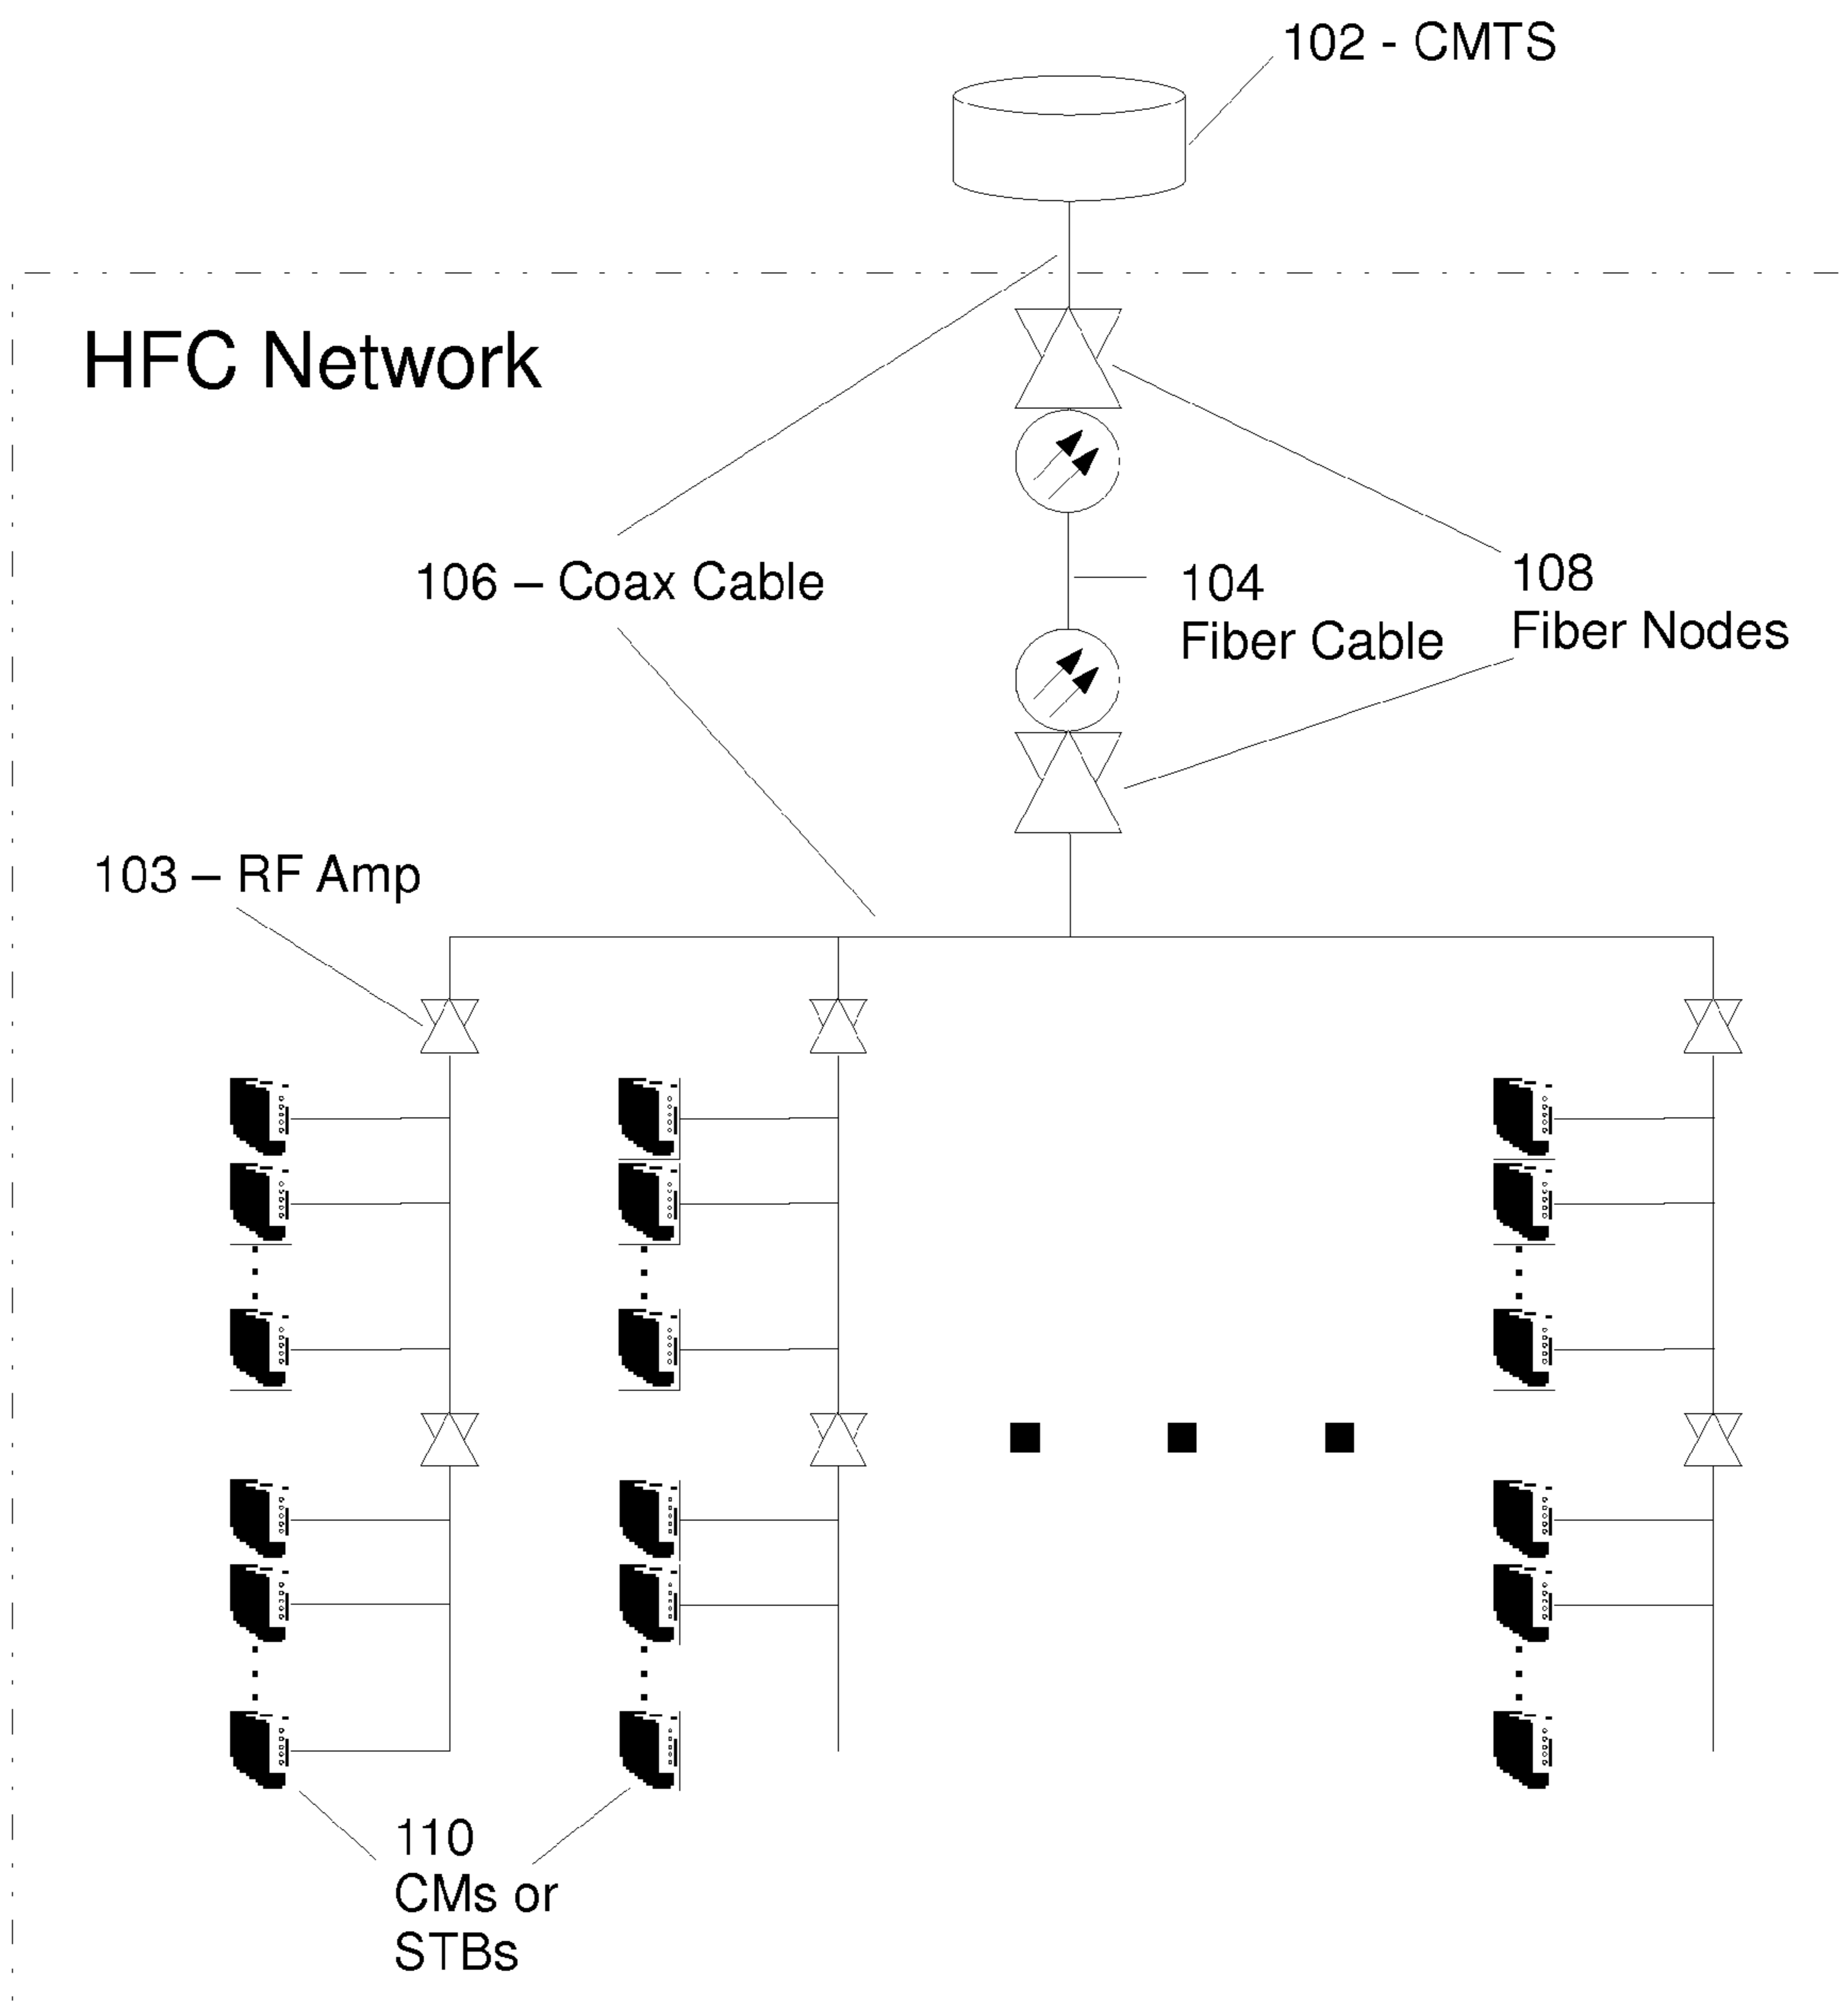 102 - CMTS
HFC Network
106 – Coax Cable
104
Fiber Cable
108
Fiber Nodes
103 – RF Amp
110
CMs or
STBs